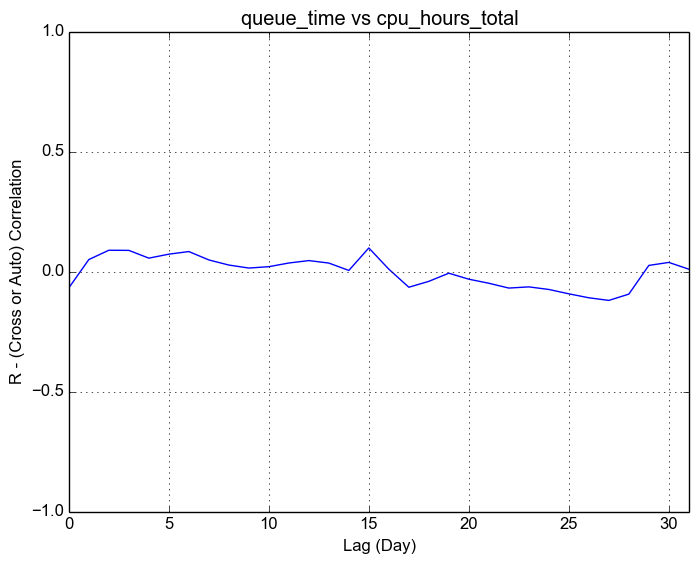 queue_time vs cpu_hours_total
1.0
0.5
0.0
−0.5
−1.0
R - (Cross or Auto) Correlation
0 5 10 15 20 25 30
Lag (Day)